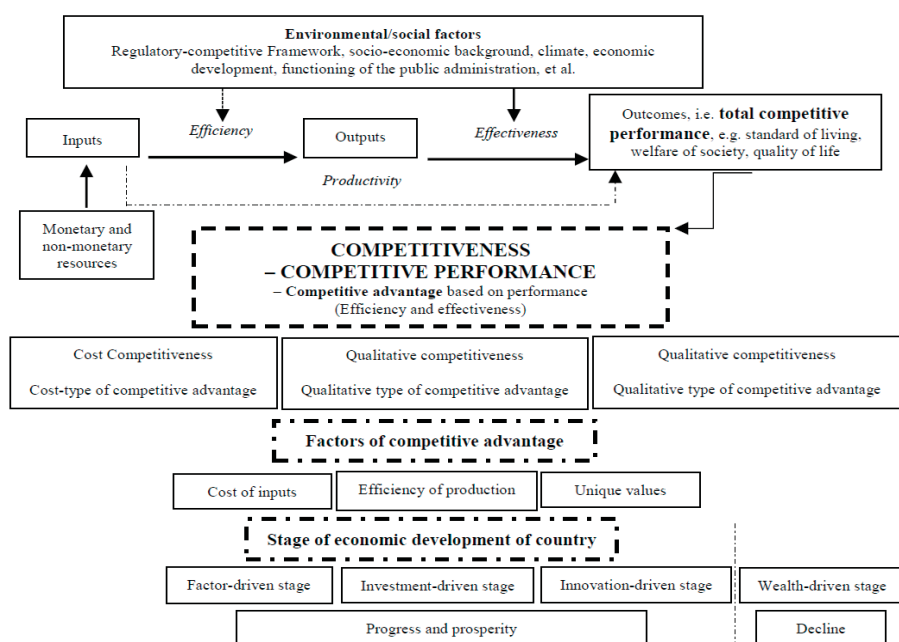 Environmental/social factors
Regulatory-competitive Framework, socio-economic background, climate, economic
development, functioning of the public administration, et al.
Efficiency
Effectiveness
Inputs
Outputs
Outcomes, i.e. total competitive
performance, e.g. standard of living,
welfare of society, quality of life
Productivity
Monetary and
non-monetary
resources
COMPETITIVENESS
– COMPETITIVE PERFORMANCE
– Competitive advantage based on performance
(Efficiency and effectiveness)
Cost Competitiveness
Cost-type of competitive advantage
Qualitative competitiveness
Qualitative type of competitive advantage
Qualitative competitiveness
Qualitative type of competitive advantage
Factors of competitive advantage
Cost of inputs
Efficiency of production
Unique values
Stage of economic development of country
Factor-driven stage
Investment-driven stage
Innovation-driven stage
Wealth-driven stage
Progress and prosperity
Decline